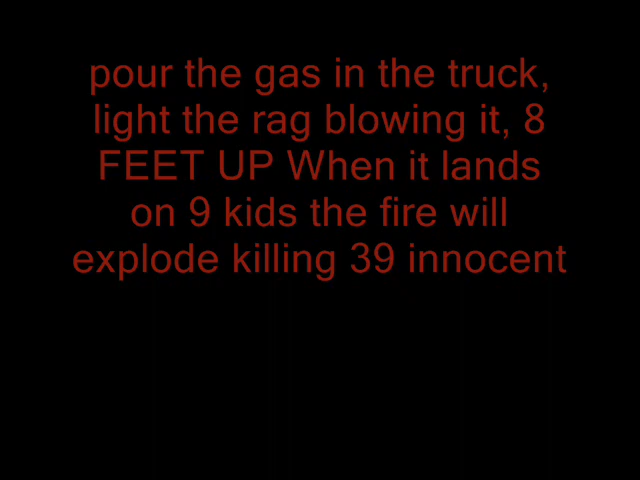 pour the gas in the truck,
light the rag blowing it, 8
FEET UP When it lands
on 9 kids the fire will
explode killing 39 innocent